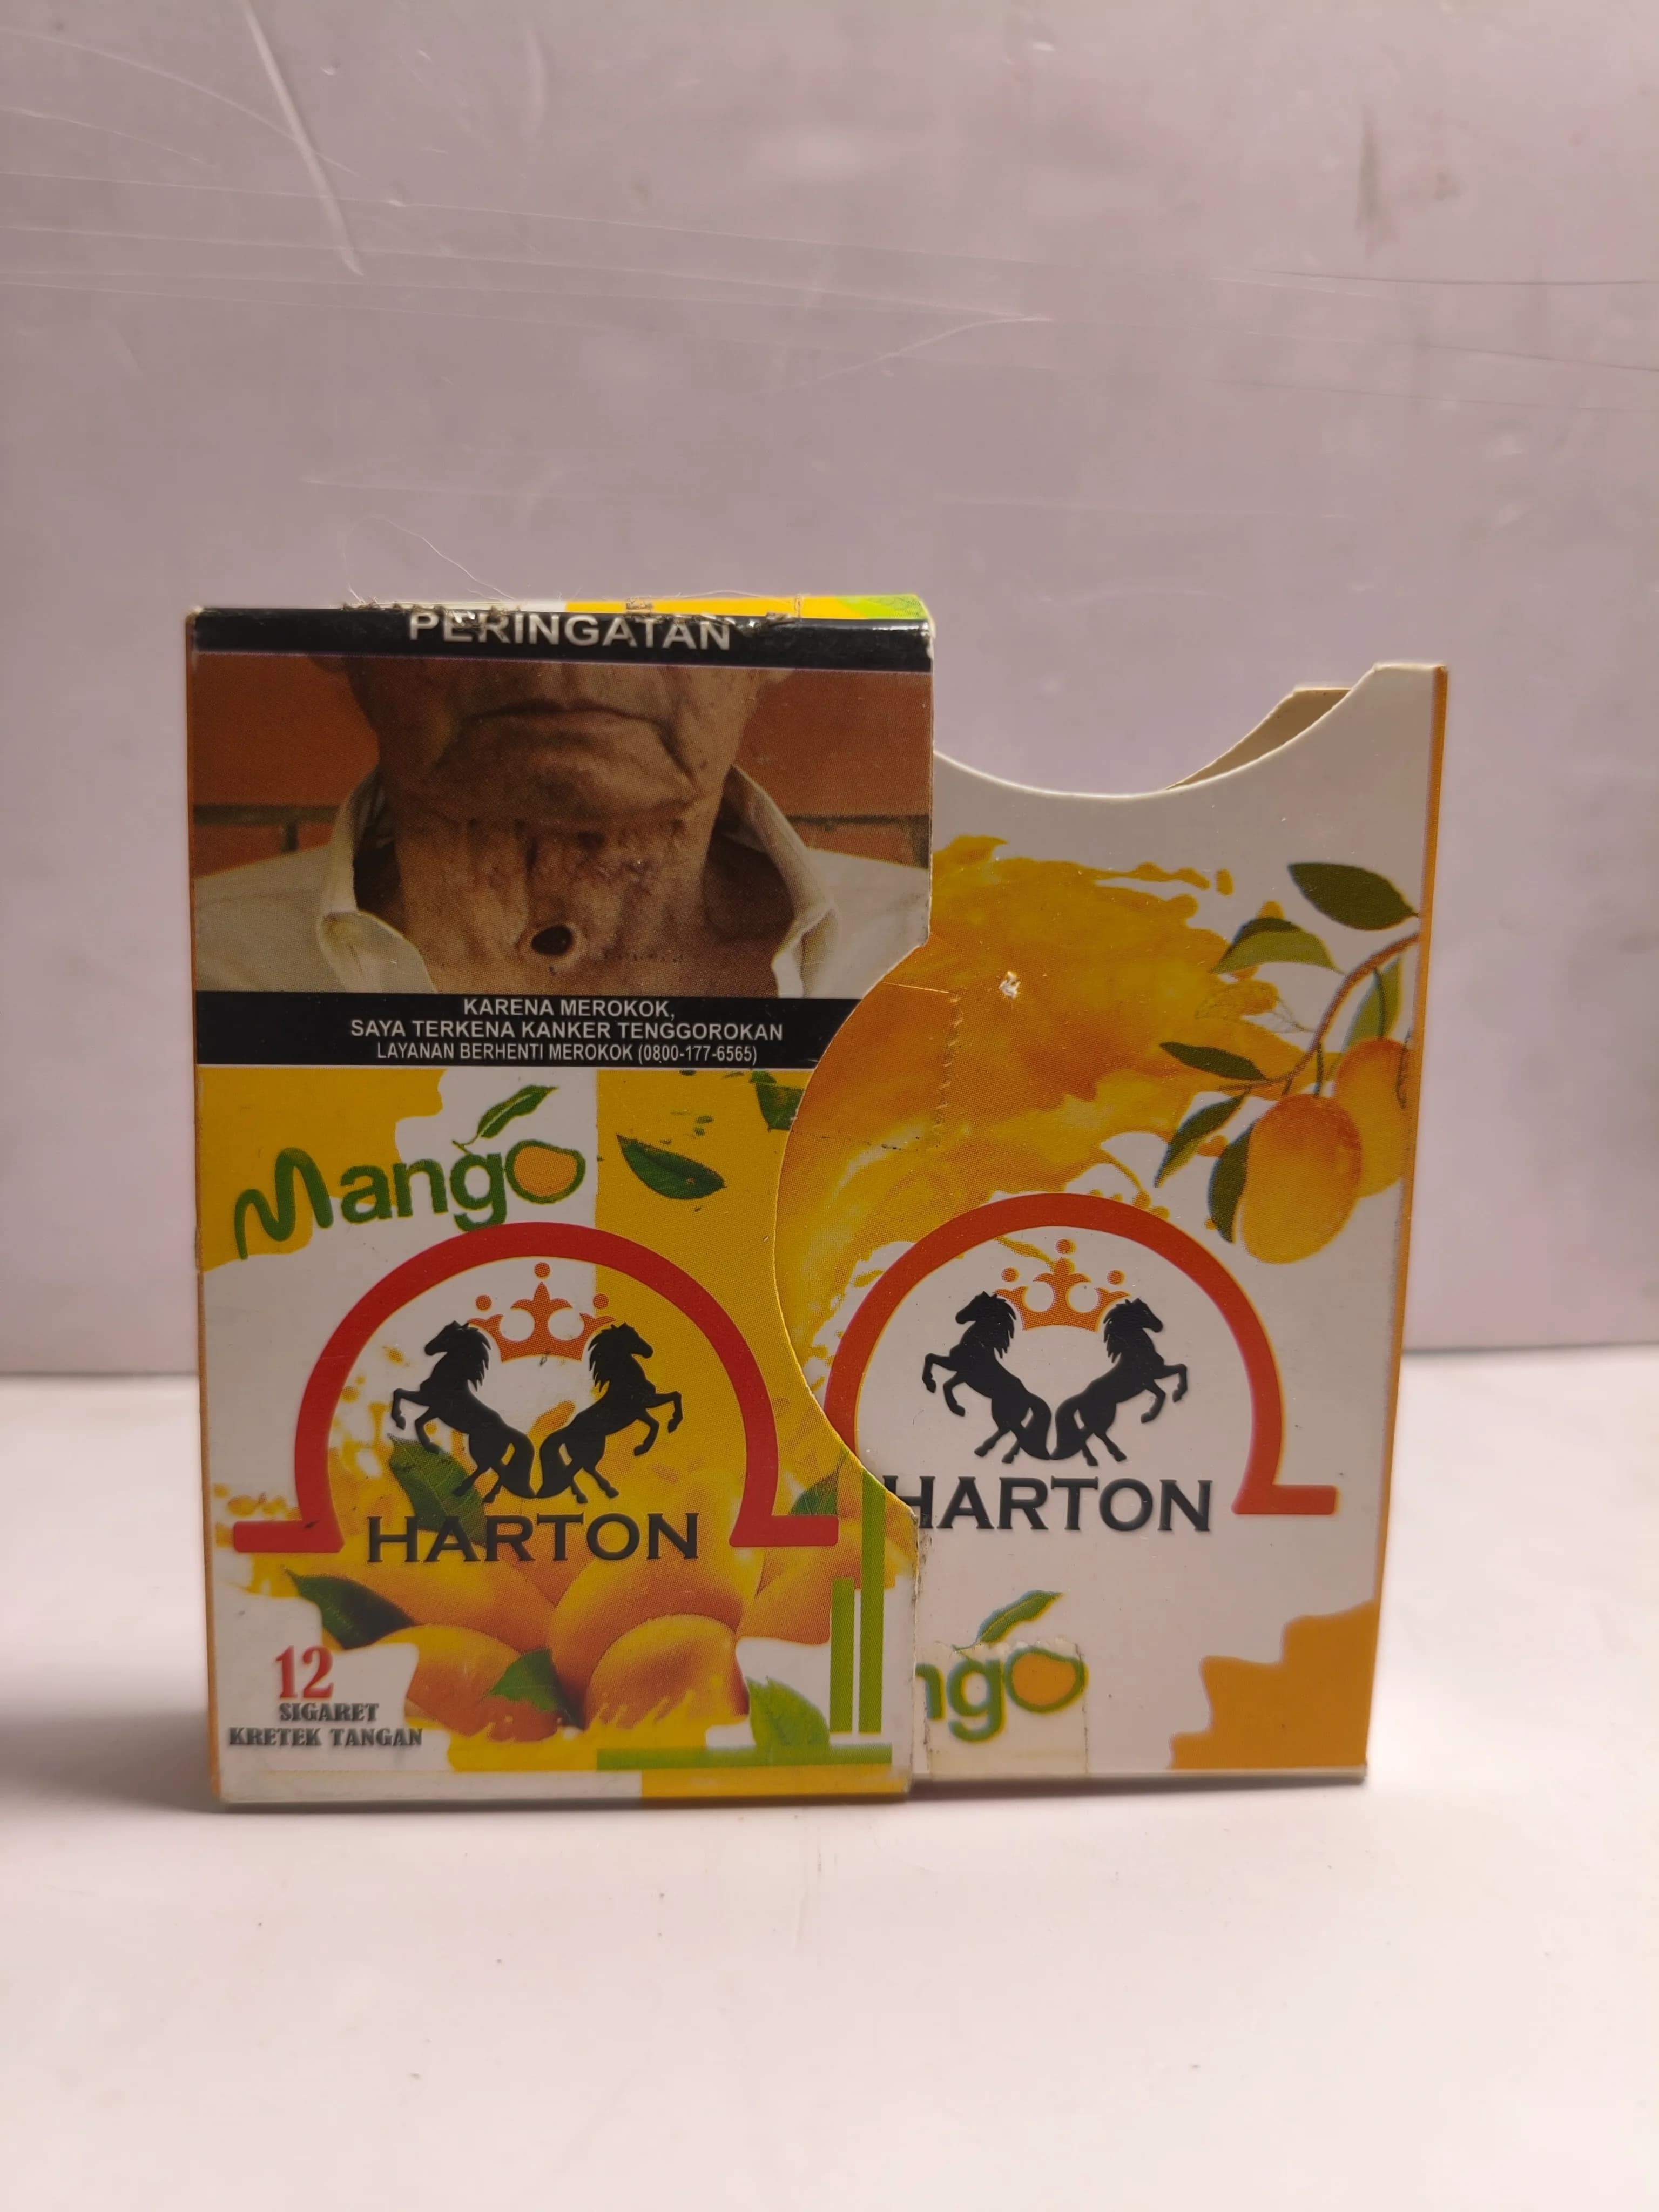 PERINGATAN
KARENA MEROKOK,
SAYA TERKENA KANKER TENGGOROKAN
LAYANAN BERHENTI MEROKOK (0800-177-6565)
Mango
HARTON
12
SIGARET
KRETEK TANGAN
HARTON
ngo